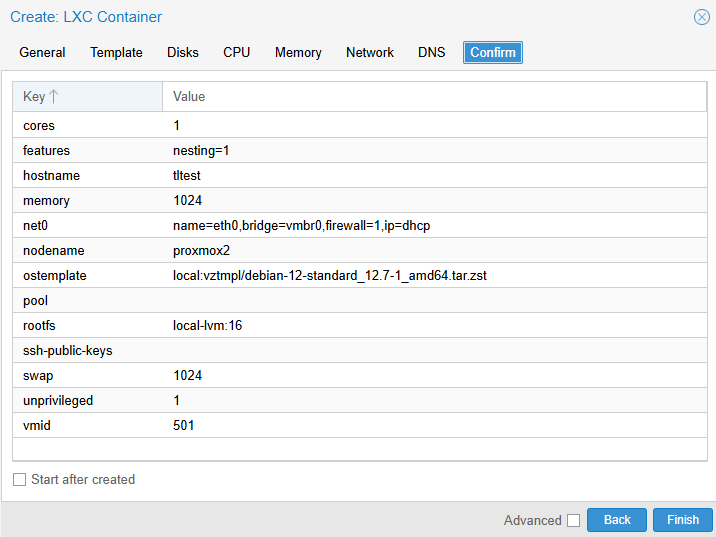 Create: LXC Container
General Template Disks CPU Memory Network DNS Confirm
Key Value
cores 1
features nesting=1
hostname tltest
memory 1024
net0 name=eth0,bridge=vmbr0,firewall=1,ip=dhcp
nodename proxmox2
ostemplate local:vztmpl/debian-12-standard_12.7-1_amd64.tar.zst
pool
rootfs local-lvm:16
ssh-public-keys
swap 1024
unprivileged 1
vmid 501
Start after created
Advanced Back Finish